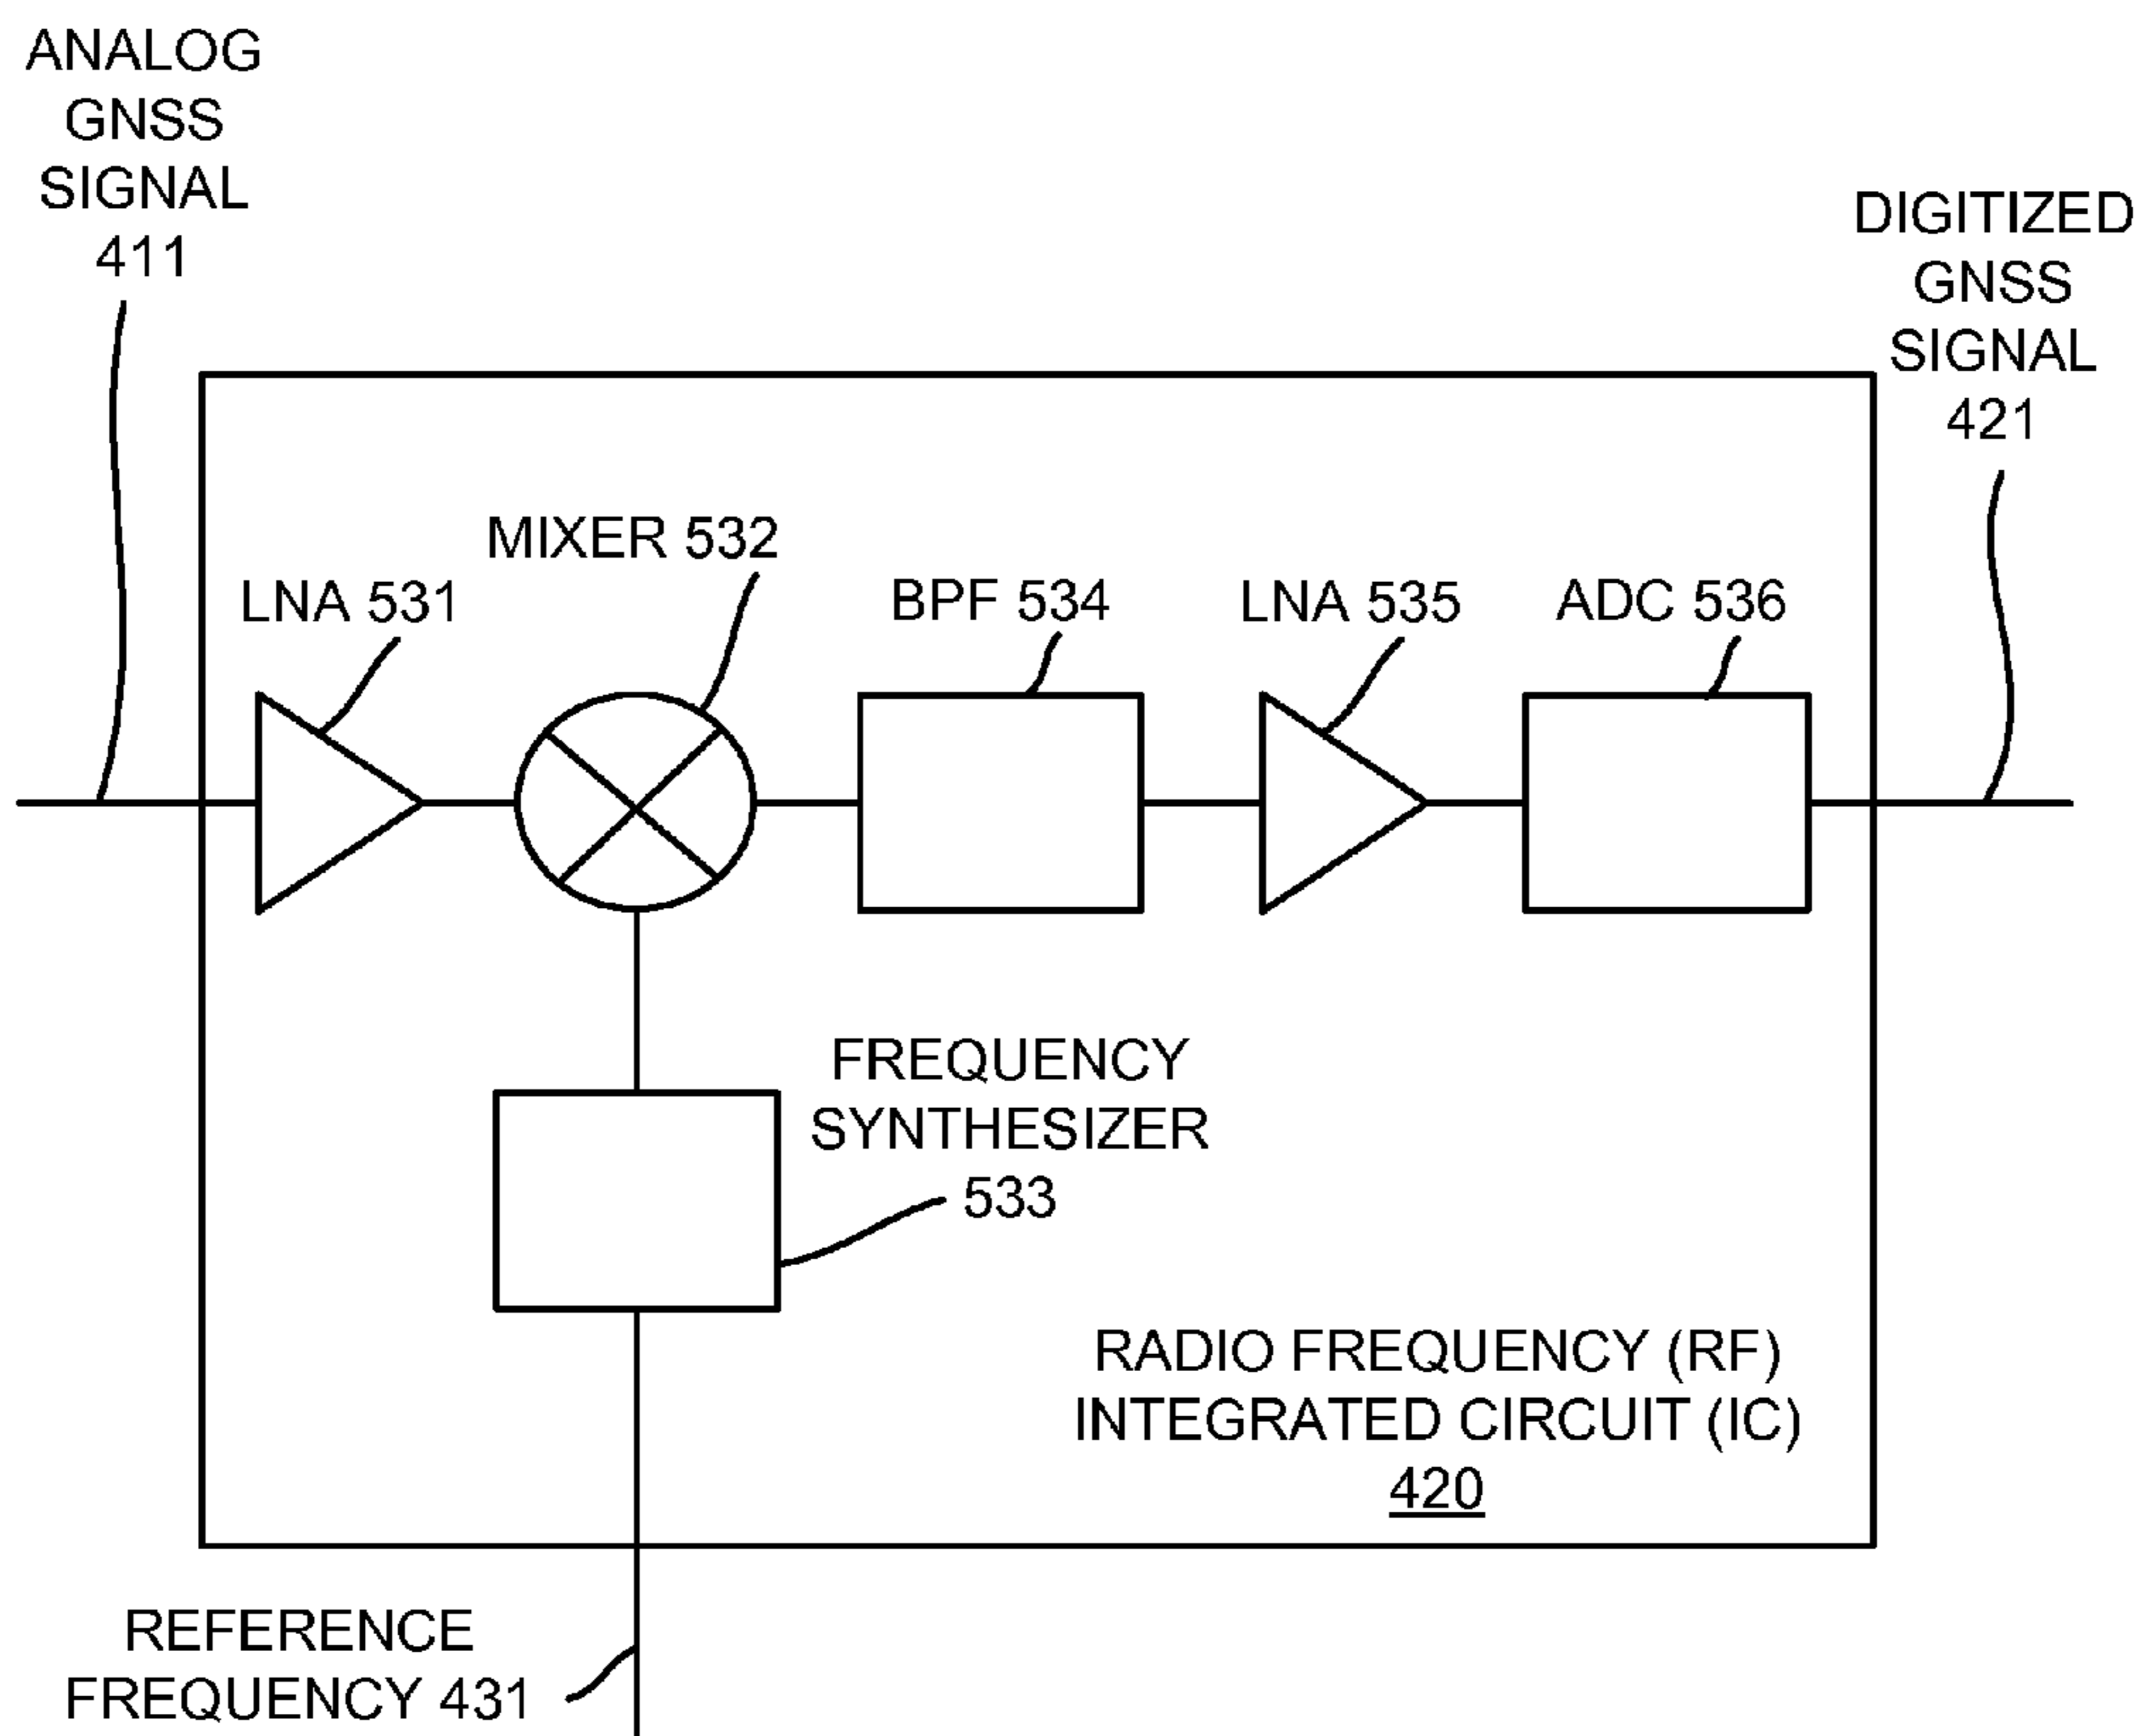 ANALOG
GNSS
SIGNAL
411
DIGITIZED
GNSS
SIGNAL
421
MIXER 532
LNA 531
BPF 534
LNA 535
ADC 536
FREQUENCY
SYNTHESIZER
533
RADIO FREQUENCY (RF)
INTEGRATED CIRCUIT (IC)
420
REFERENCE
FREQUENCY 431